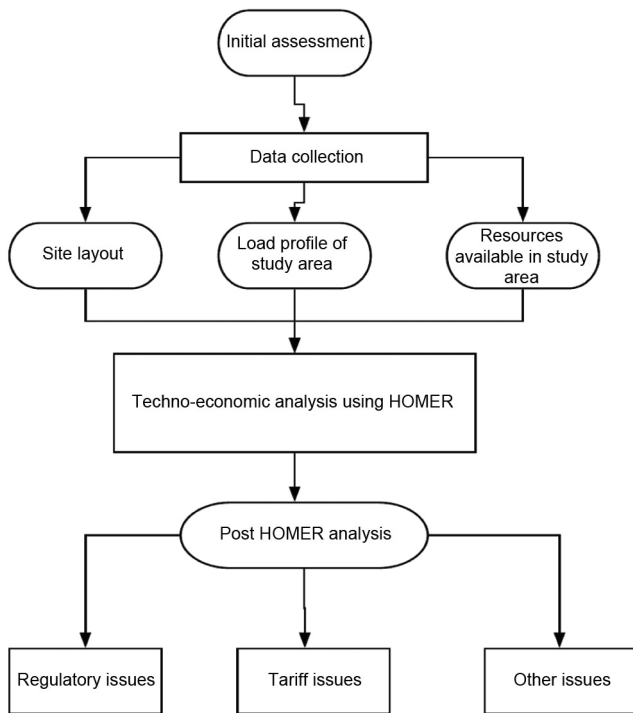 Initial assessment
Data collection
Site layout
Load profile of
study area
Resources
available in study
area
Techno-economic analysis using HOMER
Post HOMER analysis
Regulatory issues
Tariff issues
Other issues